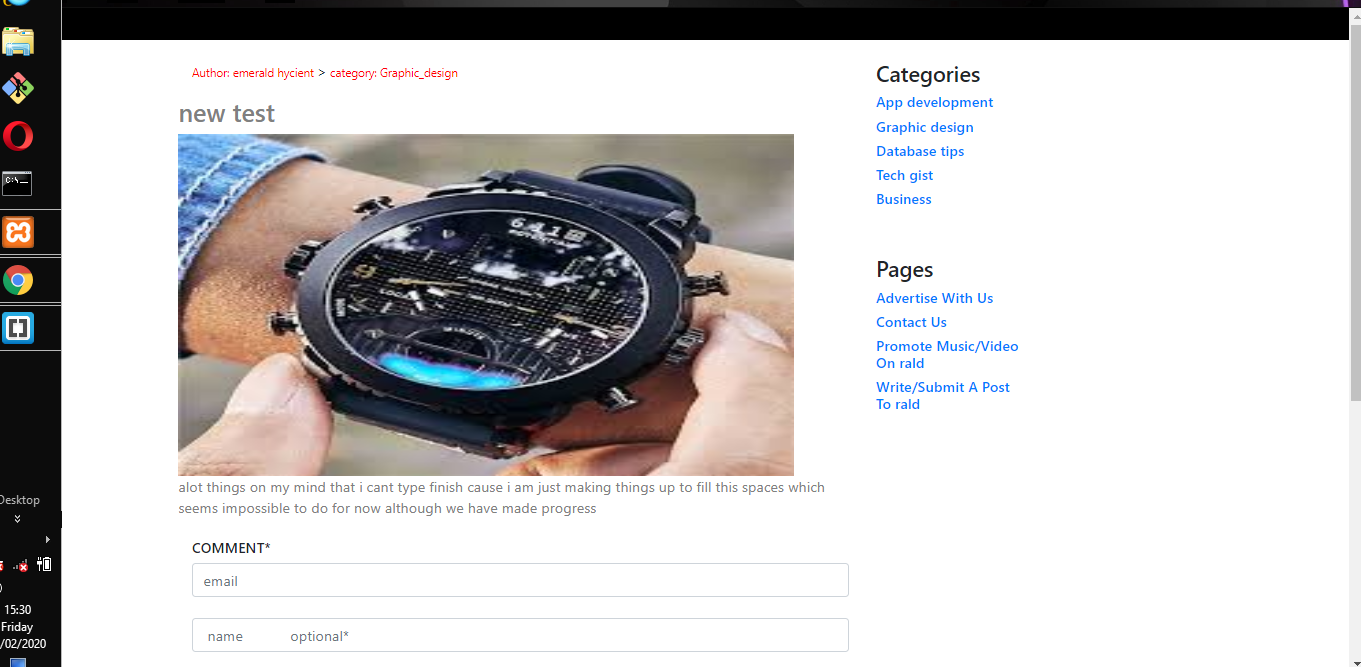 Author: emerald hycient > category: Graphic_design
new test
alot things on my mind that i cant type finish cause i am just making things up to fill this spaces which
seems impossible to do for now although we have made progress
COMMENT*
email
name optional*
Categories
App development
Graphic design
Database tips
Tech gist
Business
Pages
Advertise With Us
Contact Us
Promote Music/Video
On rald
Write/Submit A Post
To rald
Desktop
15:30
Friday
/02/2020